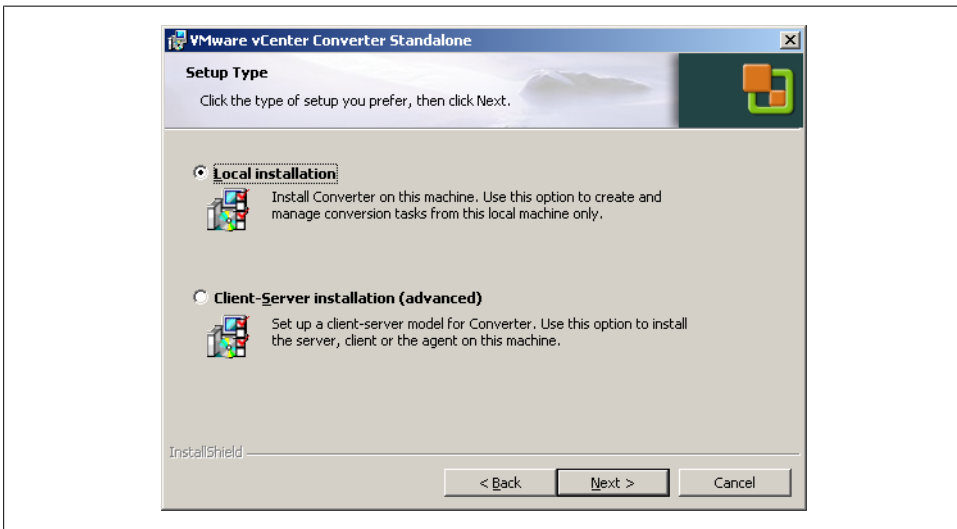 VMware vCenter Converter Standalone
Setup Type
Click the type of setup you prefer, then click Next.
Local installation
Install Converter on this machine. Use this option to create and
manage conversion tasks from this local machine only.
Client-Server installation (advanced)
Set up a client-server model for Converter. Use this option to install
the server, client or the agent on this machine.
InstallShield
< Back Next > Cancel